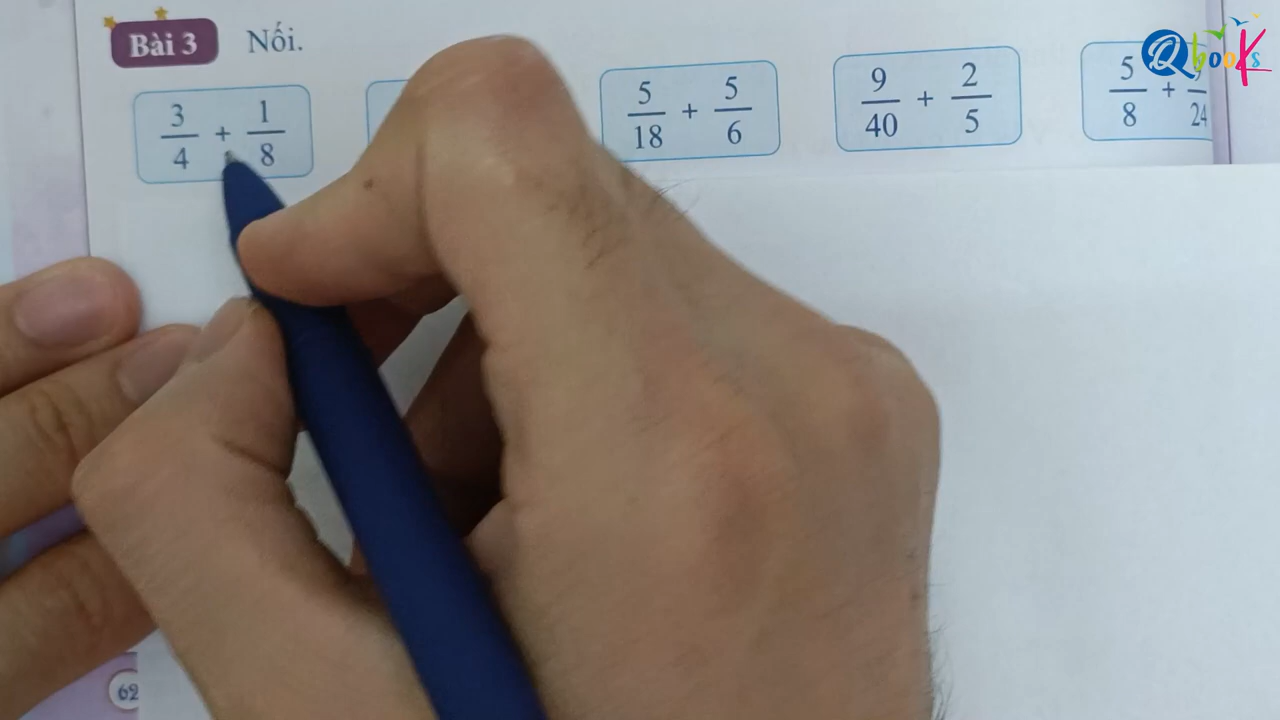 Bài 3 Nối.
3/4 + 1/8
5/18 + 5/6
9/40 + 2/5
5/8 + /24
Qbooks
62